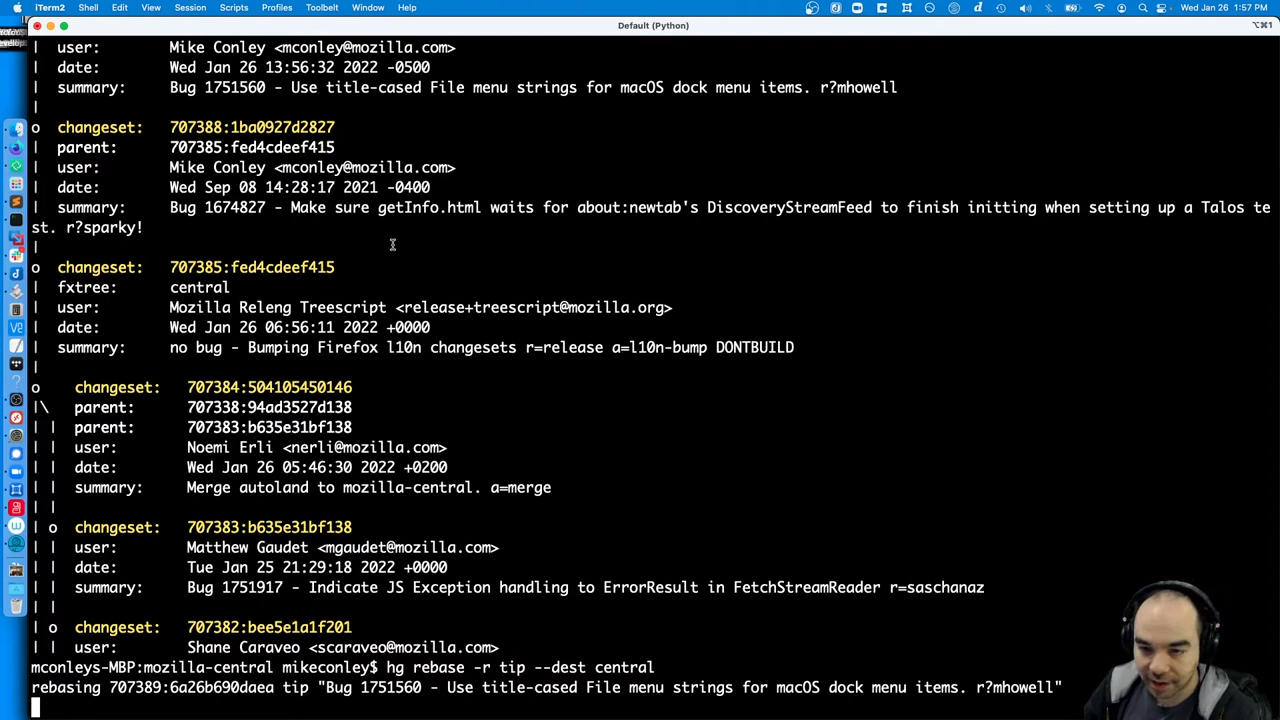 iTerm2 Shell Edit View Session Scripts Profiles Toolbelt Window Help Wed Jan 26 1:57 PM
Default (Python) ⌥⌘1
| user: Mike Conley <mconley@mozilla.com>
| date: Wed Jan 26 13:56:32 2022 -0500
| summary: Bug 1751560 - Use title-cased File menu strings for macOS dock menu items. r?mhowell
|
o changeset: 707388:1ba0927d2827
| parent: 707385:fed4cdeef415
| user: Mike Conley <mconley@mozilla.com>
| date: Wed Sep 08 14:28:17 2021 -0400
| summary: Bug 1674827 - Make sure getInfo.html waits for about:newtab's DiscoveryStreamFeed to finish initting when setting up a Talos te
st. r?sparky!
|
o changeset: 707385:fed4cdeef415
| fxtree: central
| user: Mozilla Releng Treescript <release+treescript@mozilla.org>
| date: Wed Jan 26 06:56:11 2022 +0000
| summary: no bug - Bumping Firefox l10n changesets r=release a=l10n-bump DONTBUILD
|
o changeset: 707384:504105450146
|\ parent: 707338:94ad3527d138
| | parent: 707383:b635e31bf138
| | user: Noemi Erli <nerli@mozilla.com>
| | date: Wed Jan 26 05:46:30 2022 +0200
| | summary: Merge autoland to mozilla-central. a=merge
| |
| o changeset: 707383:b635e31bf138
| | user: Matthew Gaudet <mgaudet@mozilla.com>
| | date: Tue Jan 25 21:29:18 2022 +0000
| | summary: Bug 1751917 - Indicate JS Exception handling to ErrorResult in FetchStreamReader r=saschanaz
| |
| o changeset: 707382:bee5e1a1f201
| | user: Shane Caraveo <scaraveo@mozilla.com>
mconleys-MBP:mozilla-central mikeconley$ hg rebase -r tip --dest central
rebasing 707389:6a26b690daea tip "Bug 1751560 - Use title-cased File menu strings for macOS dock menu items. r?mhowell"